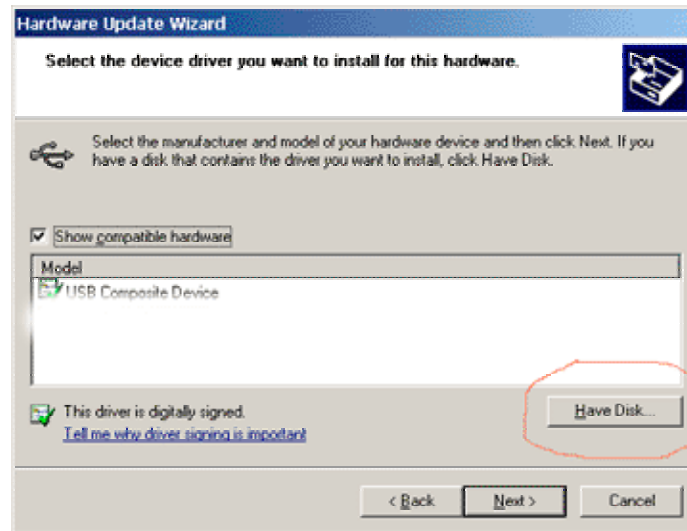 Hardware Update Wizard
Select the device driver you want to install for this hardware.
Select the manufacturer and model of your hardware device and then click Next. If you
have a disk that contains the driver you want to install, click Have Disk.
Show compatible hardware
Model
USB Composite Device
This driver is digitally signed.
Have Disk...
Tell me why driver signing is important
< Back
Next >
Cancel